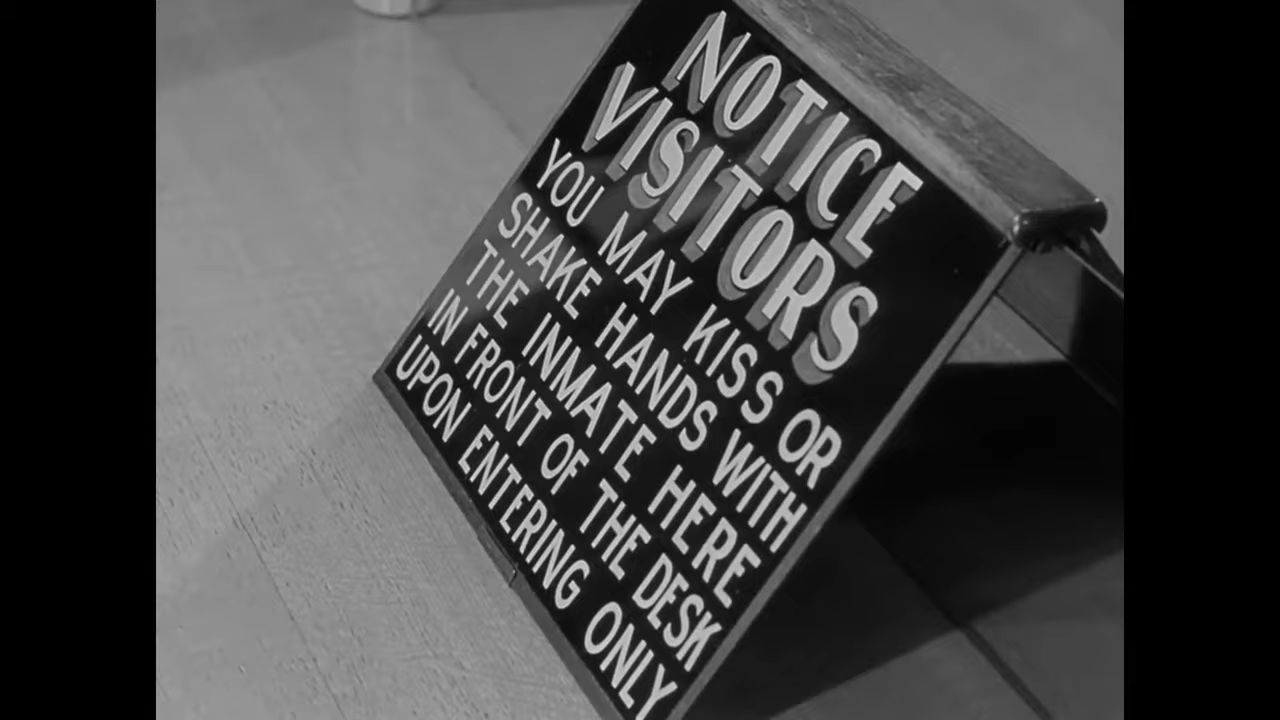 NOTICE
VISITORS
YOU MAY KISS OR
SHAKE HANDS WITH
THE INMATE HERE
IN FRONT OF THE DESK
UPON ENTERING ONLY